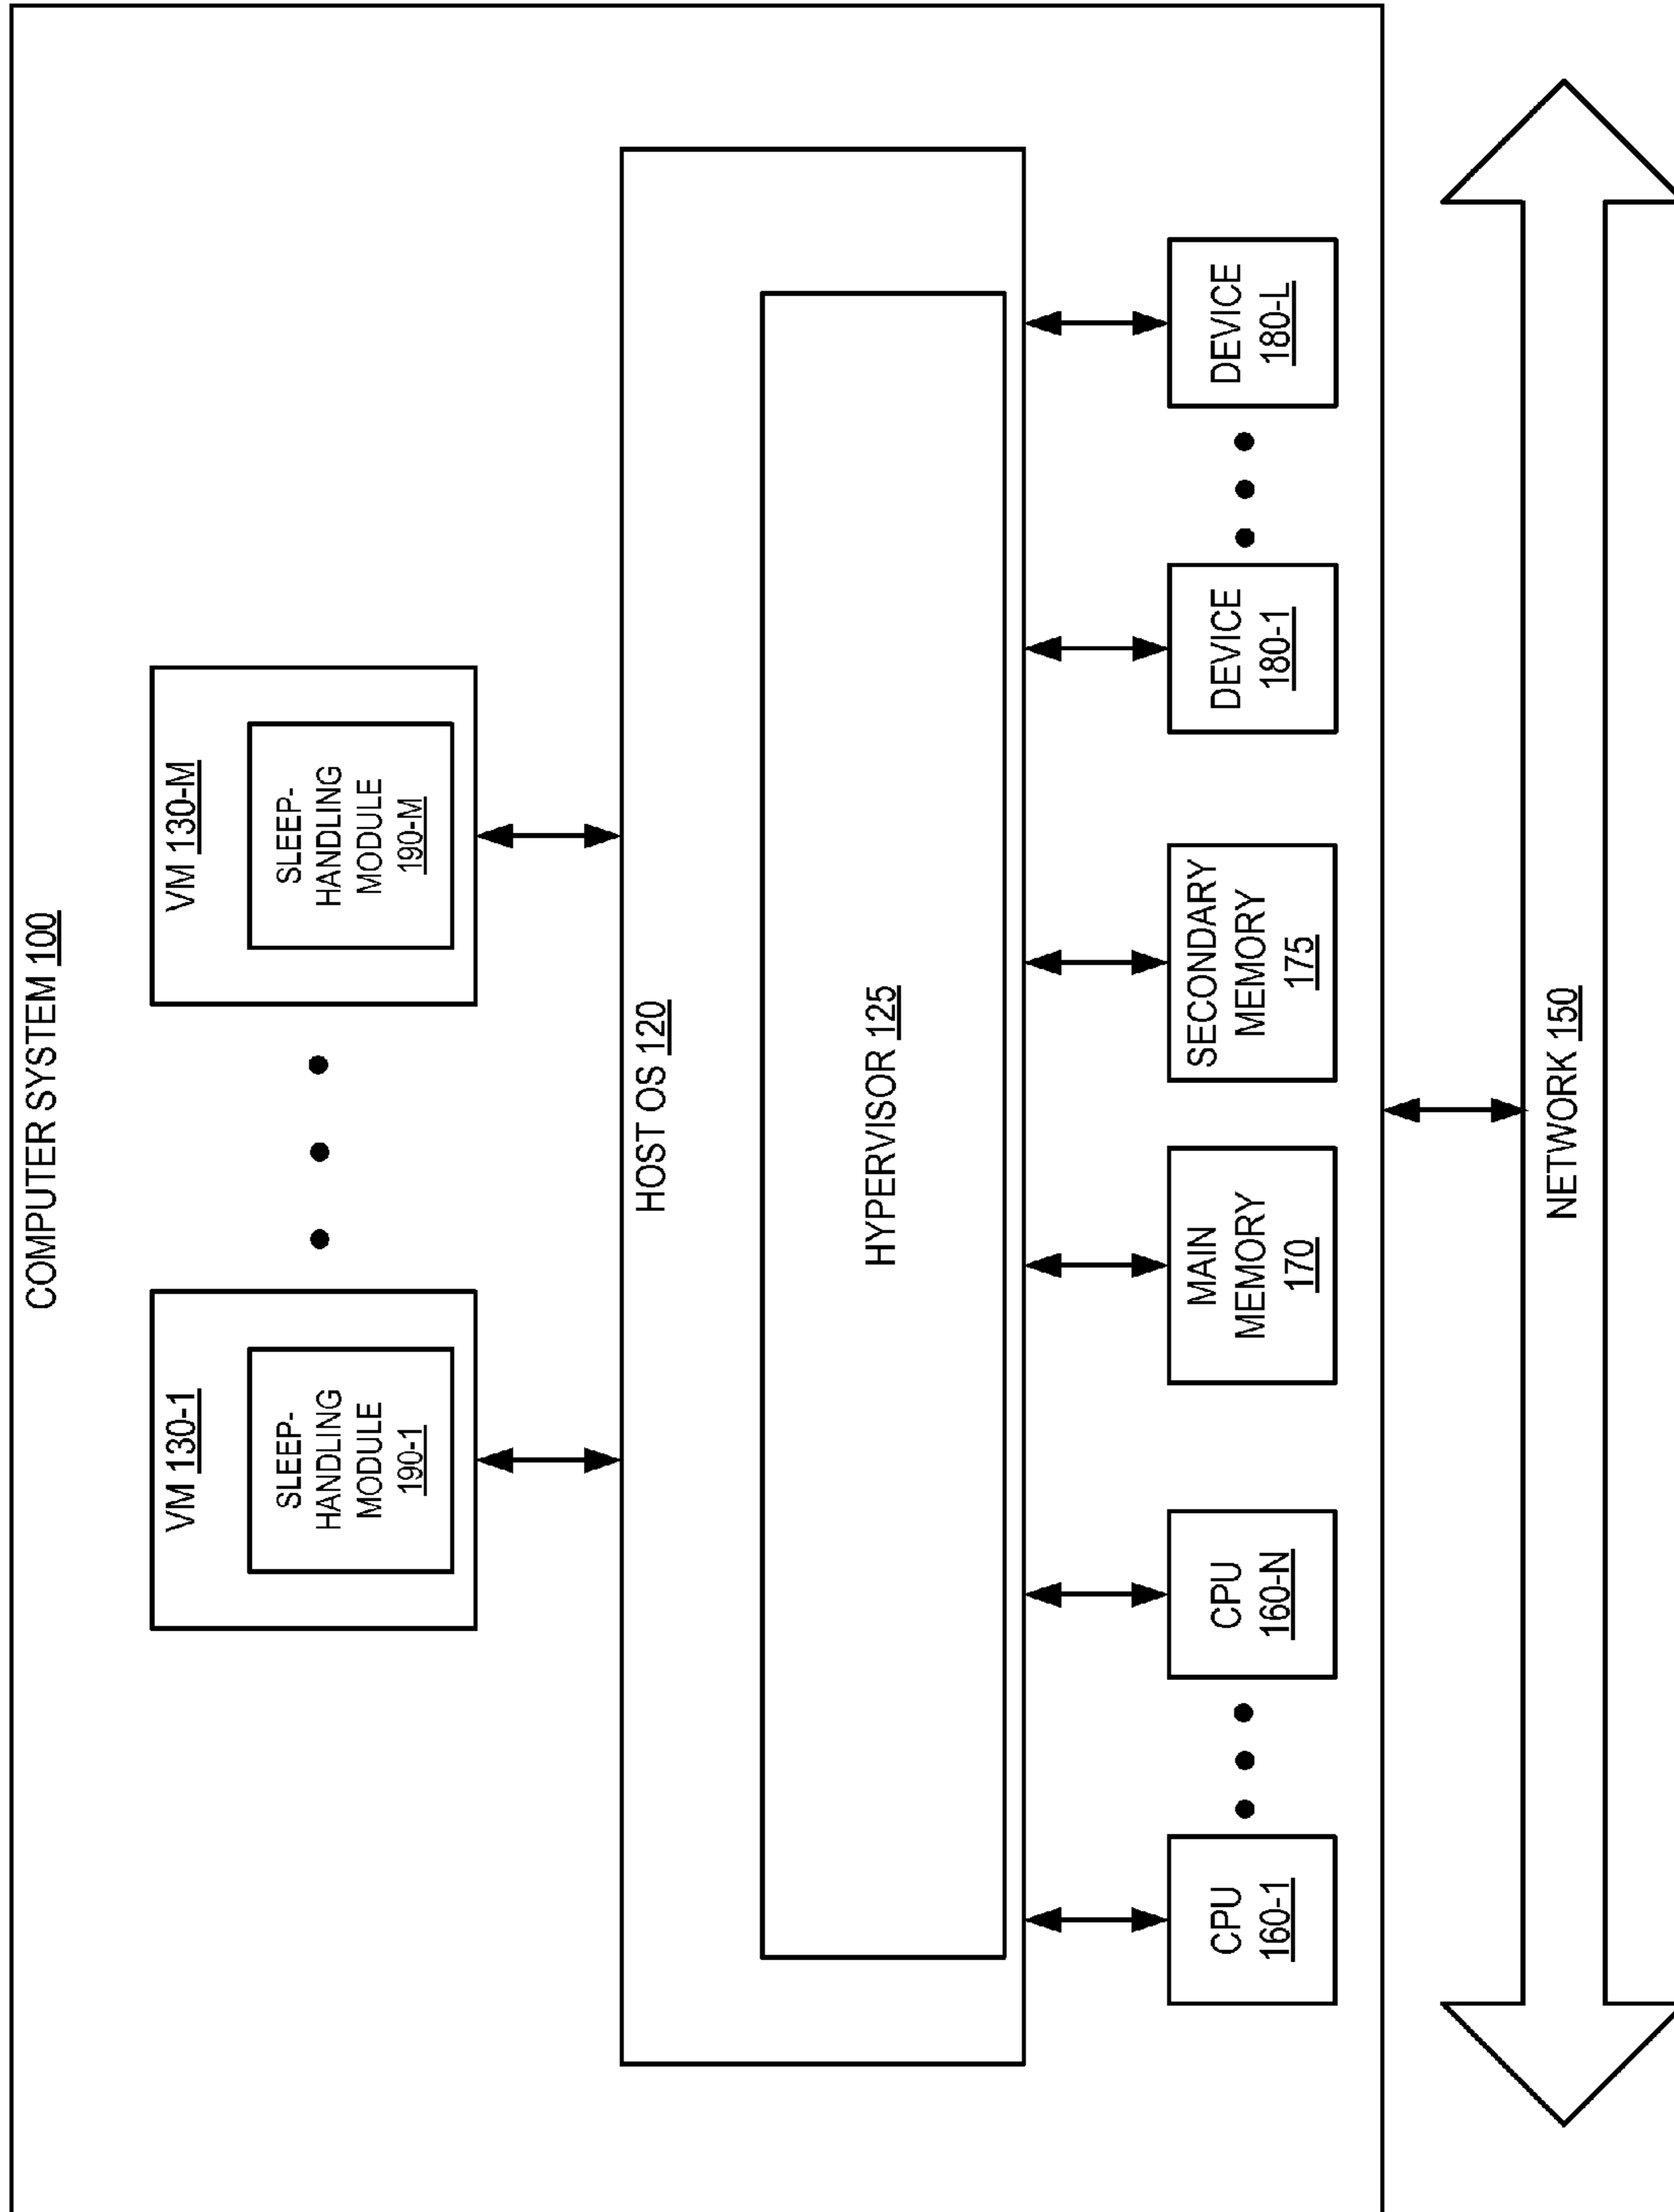 COMPUTER SYSTEM 100
VM 130-1
SLEEP-
HANDLING
MODULE
190-1
VM 130-M
SLEEP-
HANDLING
MODULE
190-M
HOST OS 120
HYPERVISOR 125
CPU
160-1
CPU
160-N
MAIN
MEMORY
170
SECONDARY
MEMORY
175
DEVICE
180-1
DEVICE
180-L
NETWORK 150